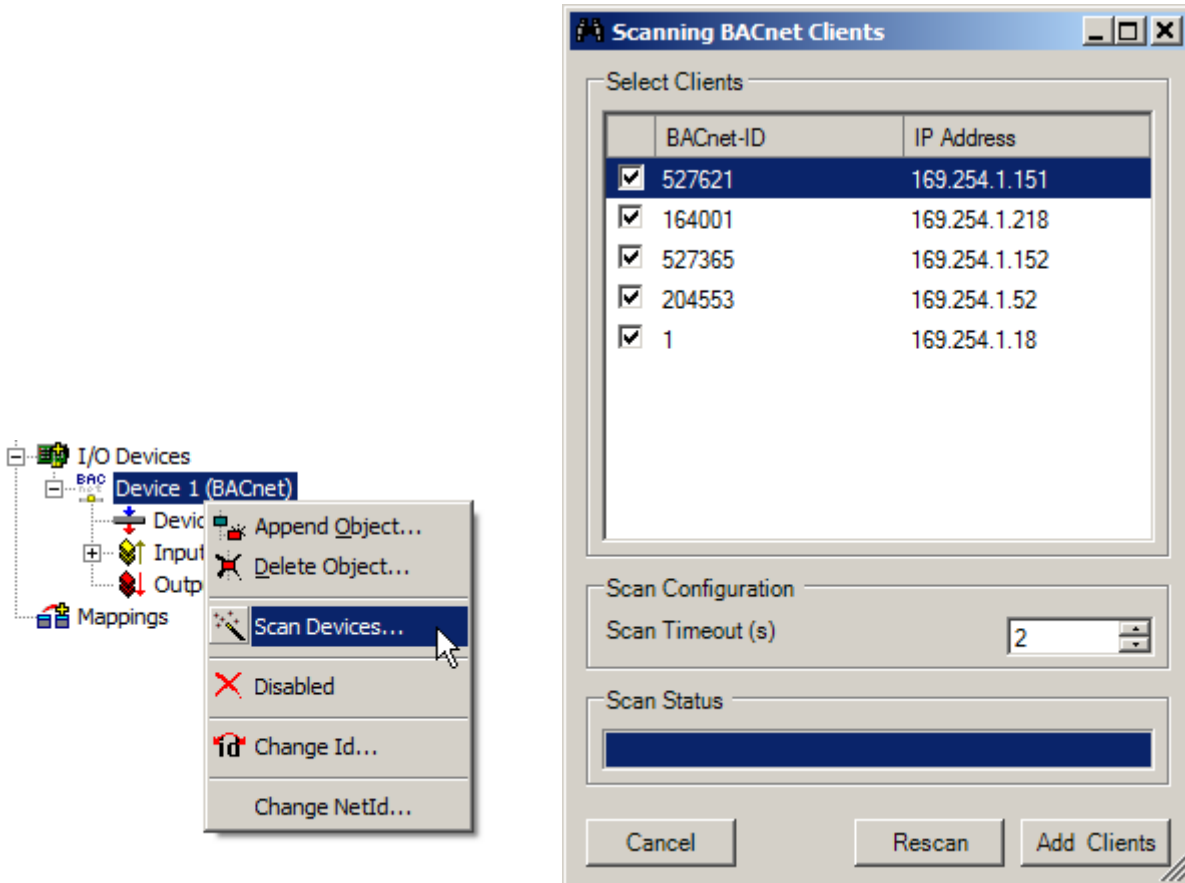 I/O Devices
BAC
net
Device 1 (BACnet)
Devic
Input
Outp
Mappings
Append Object...
Delete Object...
Scan Devices...
Disabled
id Change Id...
Change NetId...
Scanning BACnet Clients
Select Clients
BACnet-ID IP Address
527621 169.254.1.151
164001 169.254.1.218
527365 169.254.1.152
204553 169.254.1.52
1 169.254.1.18
Scan Configuration
Scan Timeout (s) 2
Scan Status
Cancel Rescan Add Clients